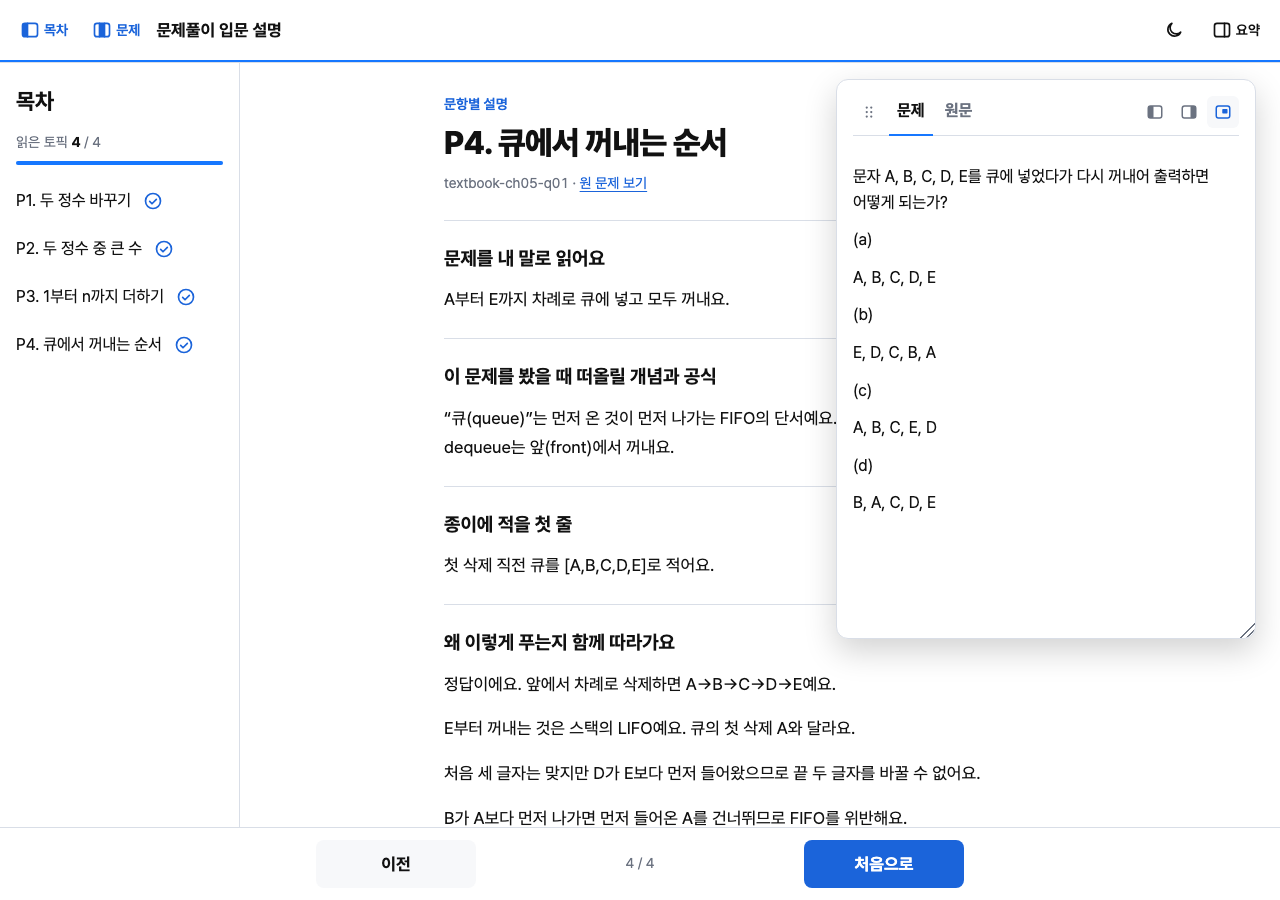 목차
문제
문제풀이 입문 설명
요약
목차
읽은 토픽 4 / 4
P1. 두 정수 바꾸기
P2. 두 정수 중 큰 수
P3. 1부터 n까지 더하기
P4. 큐에서 꺼내는 순서
문항별 설명
P4. 큐에서 꺼내는 순서
textbook-ch05-q01 · 원 문제 보기
문제를 내 말로 읽어요
A부터 E까지 차례로 큐에 넣고 모두 꺼내요.
이 문제를 봤을 때 떠올릴 개념과 공식
“큐(queue)”는 먼저 온 것이 먼저 나가는 FIFO의 단서예요.
dequeue는 앞(front)에서 꺼내요.
종이에 적을 첫 줄
첫 삭제 직전 큐를 [A,B,C,D,E]로 적어요.
왜 이렇게 푸는지 함께 따라가요
정답이에요. 앞에서 차례로 삭제하면 A→B→C→D→E예요.
E부터 꺼내는 것은 스택의 LIFO예요. 큐의 첫 삭제 A와 달라요.
처음 세 글자는 맞지만 D가 E보다 먼저 들어왔으므로 끝 두 글자를 바꿀 수 없어요.
B가 A보다 먼저 나가면 먼저 들어온 A를 건너뛰므로 FIFO를 위반해요.
문제
원문
문자 A, B, C, D, E를 큐에 넣었다가 다시 꺼내어 출력하면
어떻게 되는가?
(a)
A, B, C, D, E
(b)
E, D, C, B, A
(c)
A, B, C, E, D
(d)
B, A, C, D, E
이전
4 / 4
처음으로